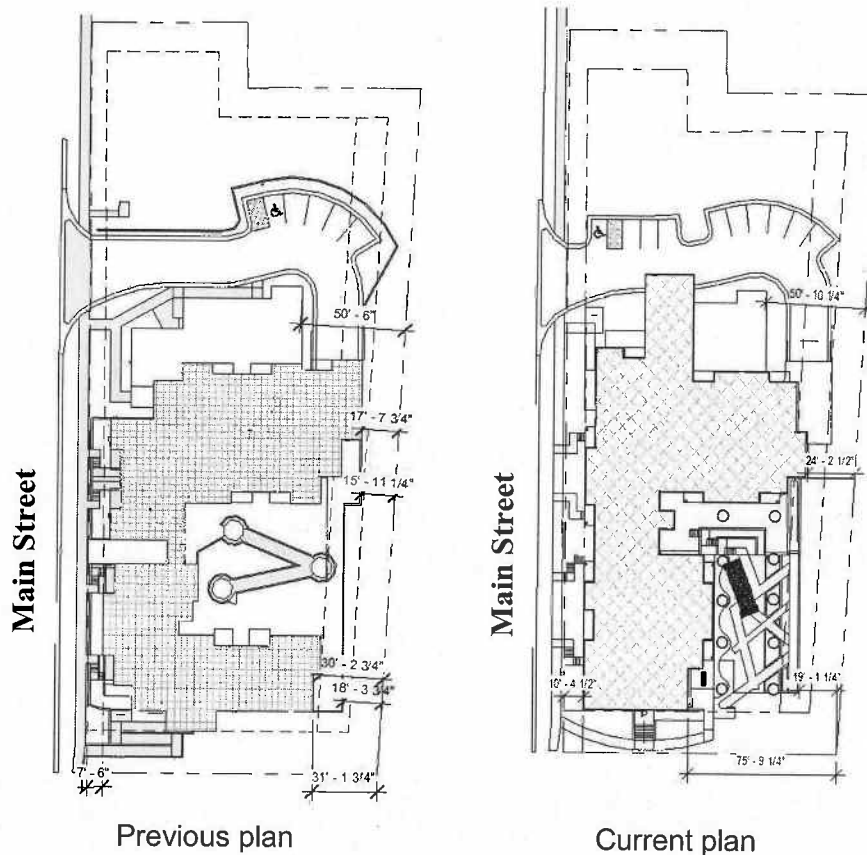 Main Street
50' - 6"
17' - 7 3/4"
15' - 11 1/4"
30' - 2 3/4"
18' - 3 3/4"
7' - 6"
31' - 1 3/4"
Previous plan
Main Street
50' - 10 1/4"
24' - 2 1/2"
10' - 4 1/2"
19' - 1 1/4"
75' - 9 1/4"
Current plan